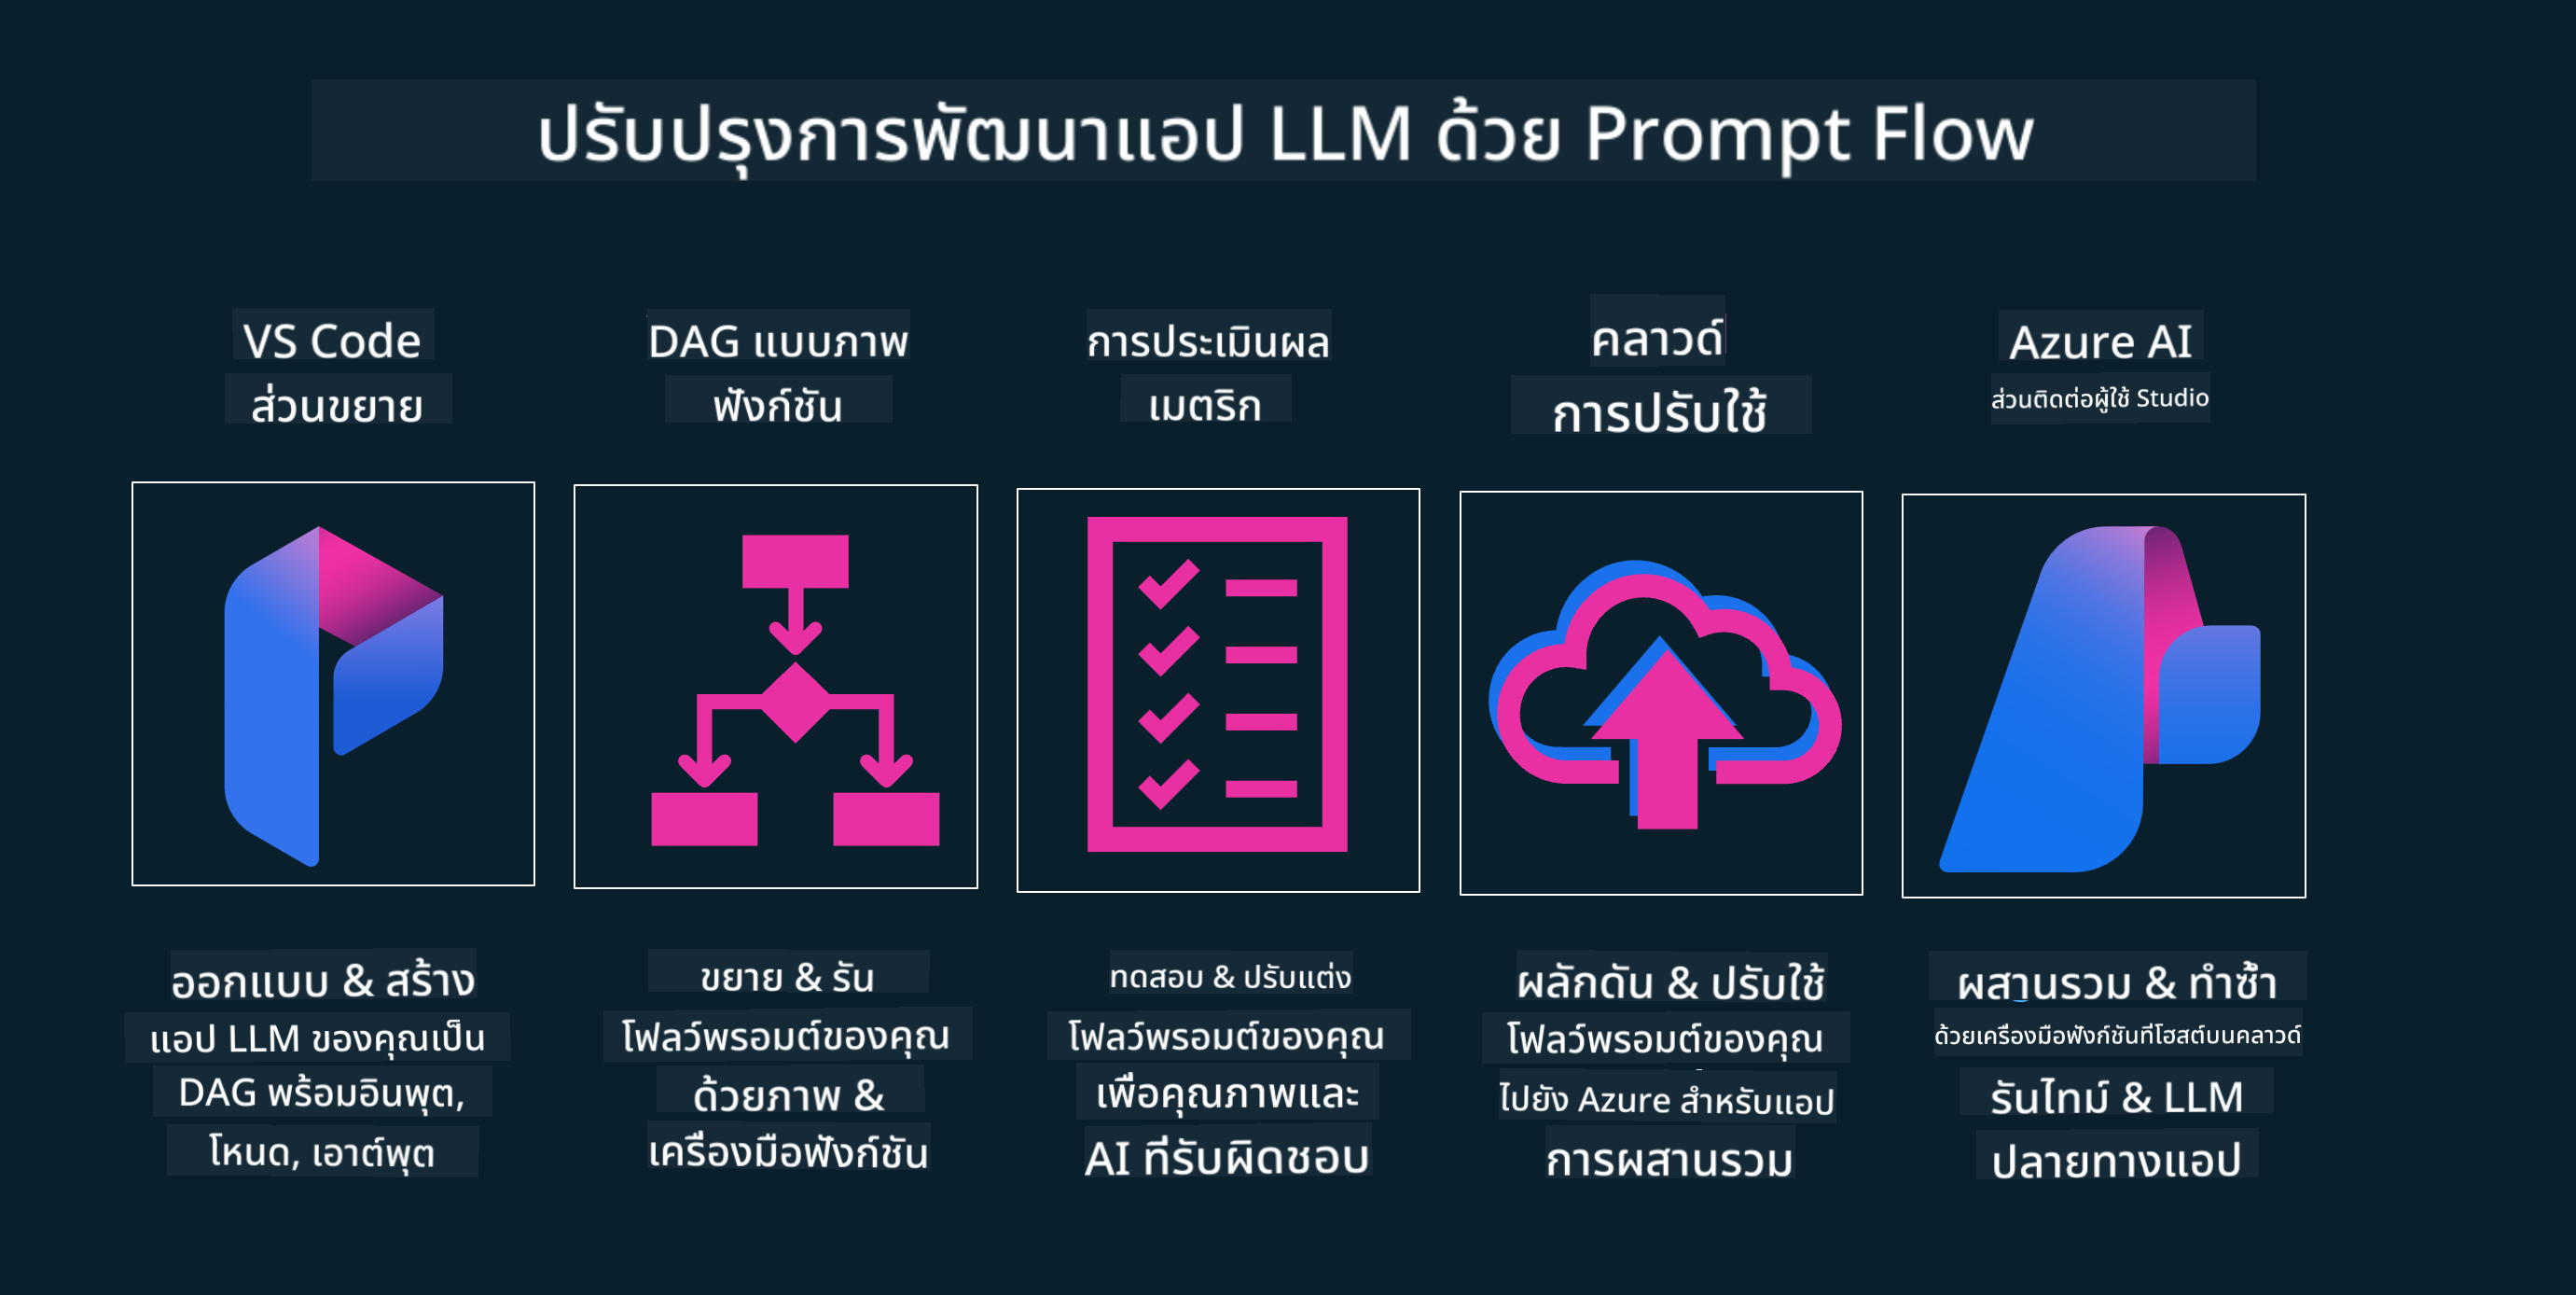 ปรับปรุงการพัฒนาแอป LLM ด้วย Prompt Flow
VS Code
ส่วนขยาย
DAG แบบภาพ
ฟังก์ชัน
การประเมินผล
เมตริก
คลาวด์
การปรับใช้
Azure AI
ส่วนติดต่อผู้ใช้ Studio
ออกแบบ & สร้าง
แอป LLM ของคุณเป็น
DAG พร้อมอินพุต,
โหนด, เอาต์พุต
ขยาย & รัน
โฟลว์พรอมต์ของคุณ
ด้วยภาพ &
เครื่องมือฟังก์ชัน
ทดสอบ & ปรับแต่ง
โฟลว์พรอมต์ของคุณ
เพื่อคุณภาพและ
AI ที่รับผิดชอบ
ผลักดัน & ปรับใช้
โฟลว์พรอมต์ของคุณ
ไปยัง Azure สำหรับแอป
การผสานรวม
ผสานรวม & ทำซ้ำ
ด้วยเครื่องมือฟังก์ชันที่โฮสต์บนคลาวด์
รันไทม์ & LLM
ปลายทางแอป